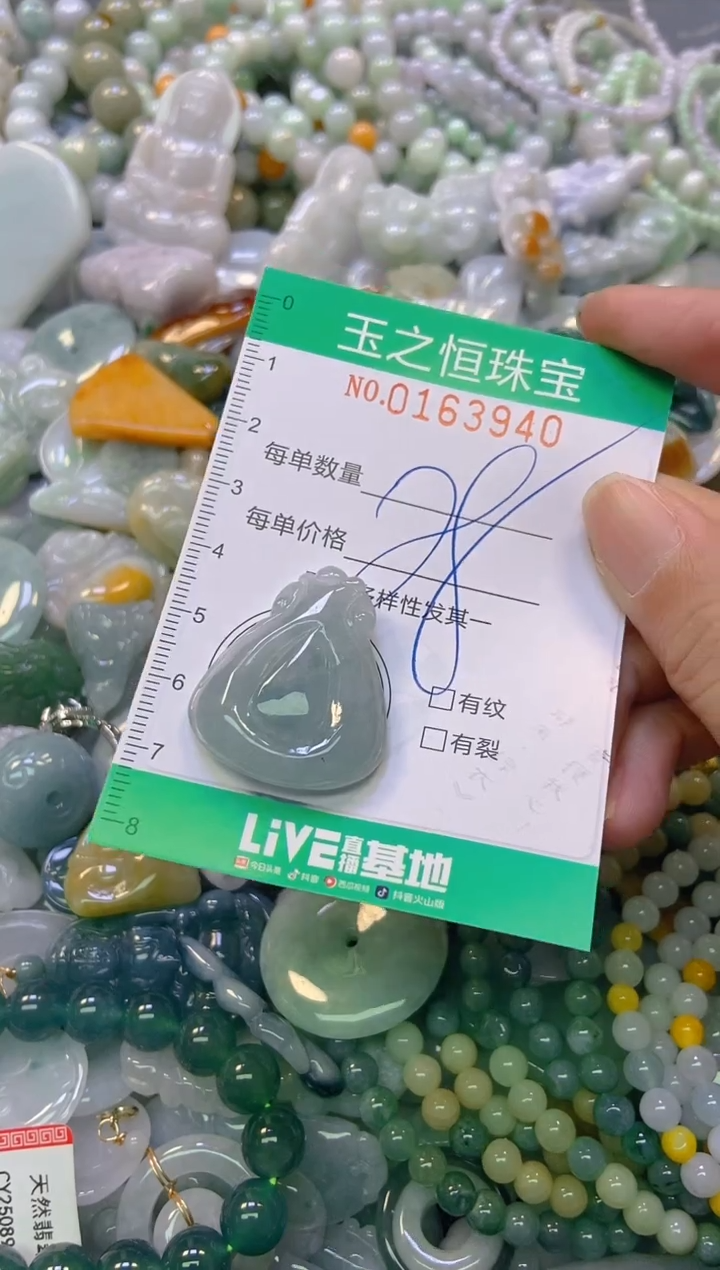 0
1
2
3
4
5
6
7
8
玉之恒珠宝
NO.0163940
每单数量
每单价格
多样性发其一
□有纹
□有裂
LiVE直播基地
今日头条 抖音 西瓜视频 抖音火山版
天然翡
CY25089